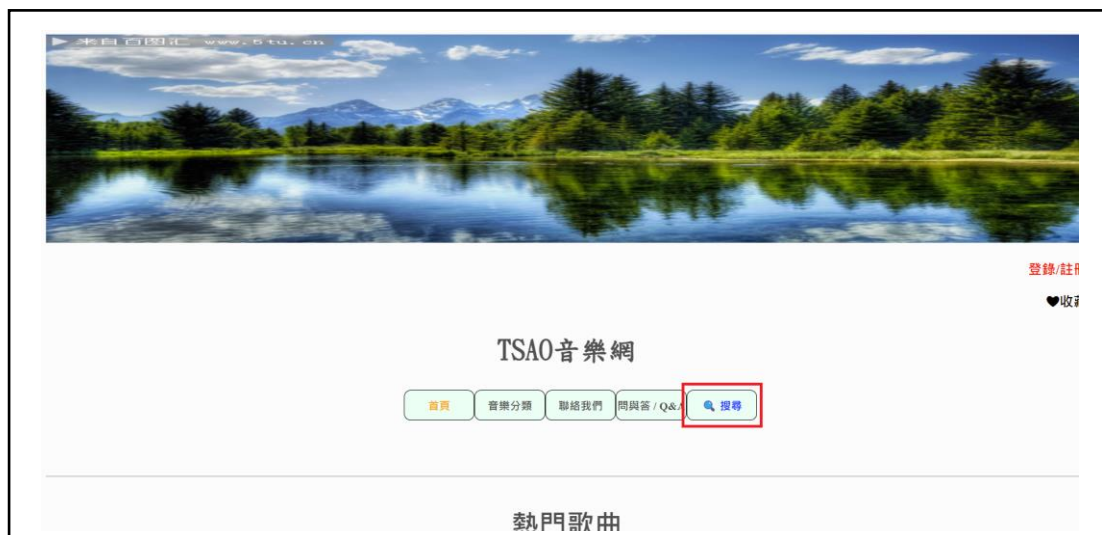 ▶ 来自百图汇 www.5tu.cn
登錄/註冊
♥收藏
TSAO音樂網
首頁 音樂分類 聯絡我們 問與答 / Q&A 🔍 搜尋
熱門歌曲